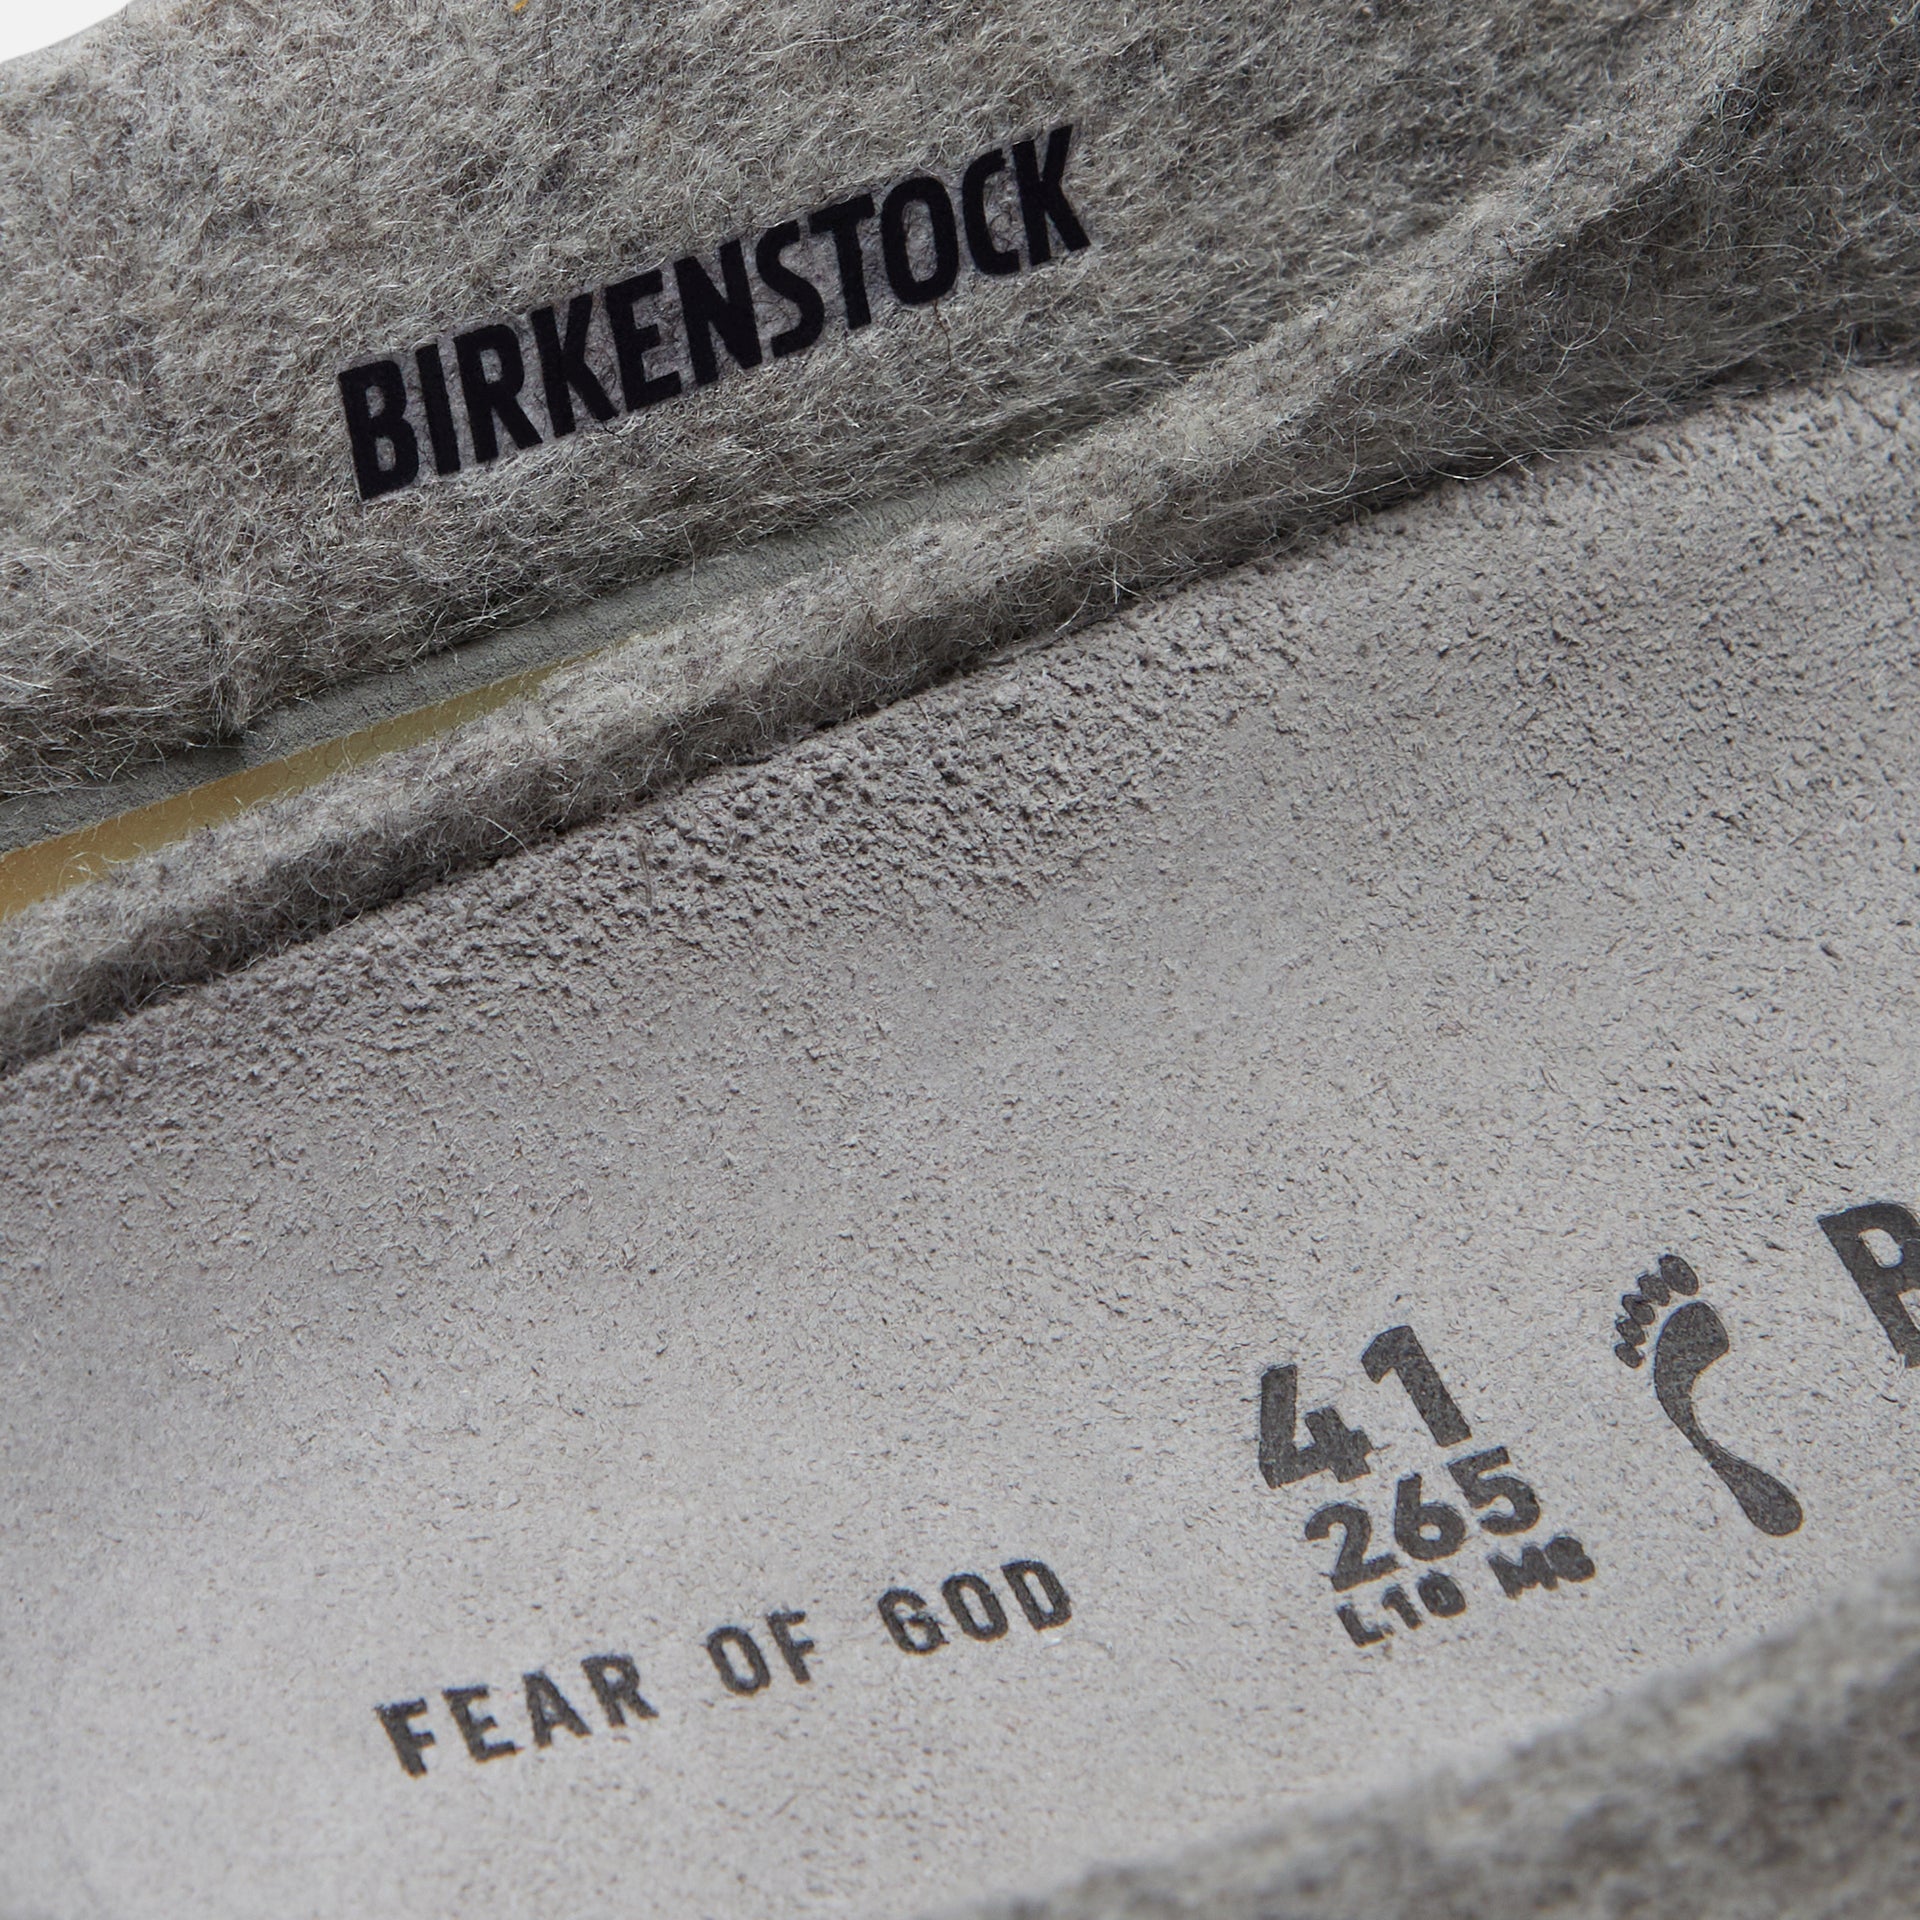 BIRKENSTOCK
41
265
L10 M8
FEAR OF GOD